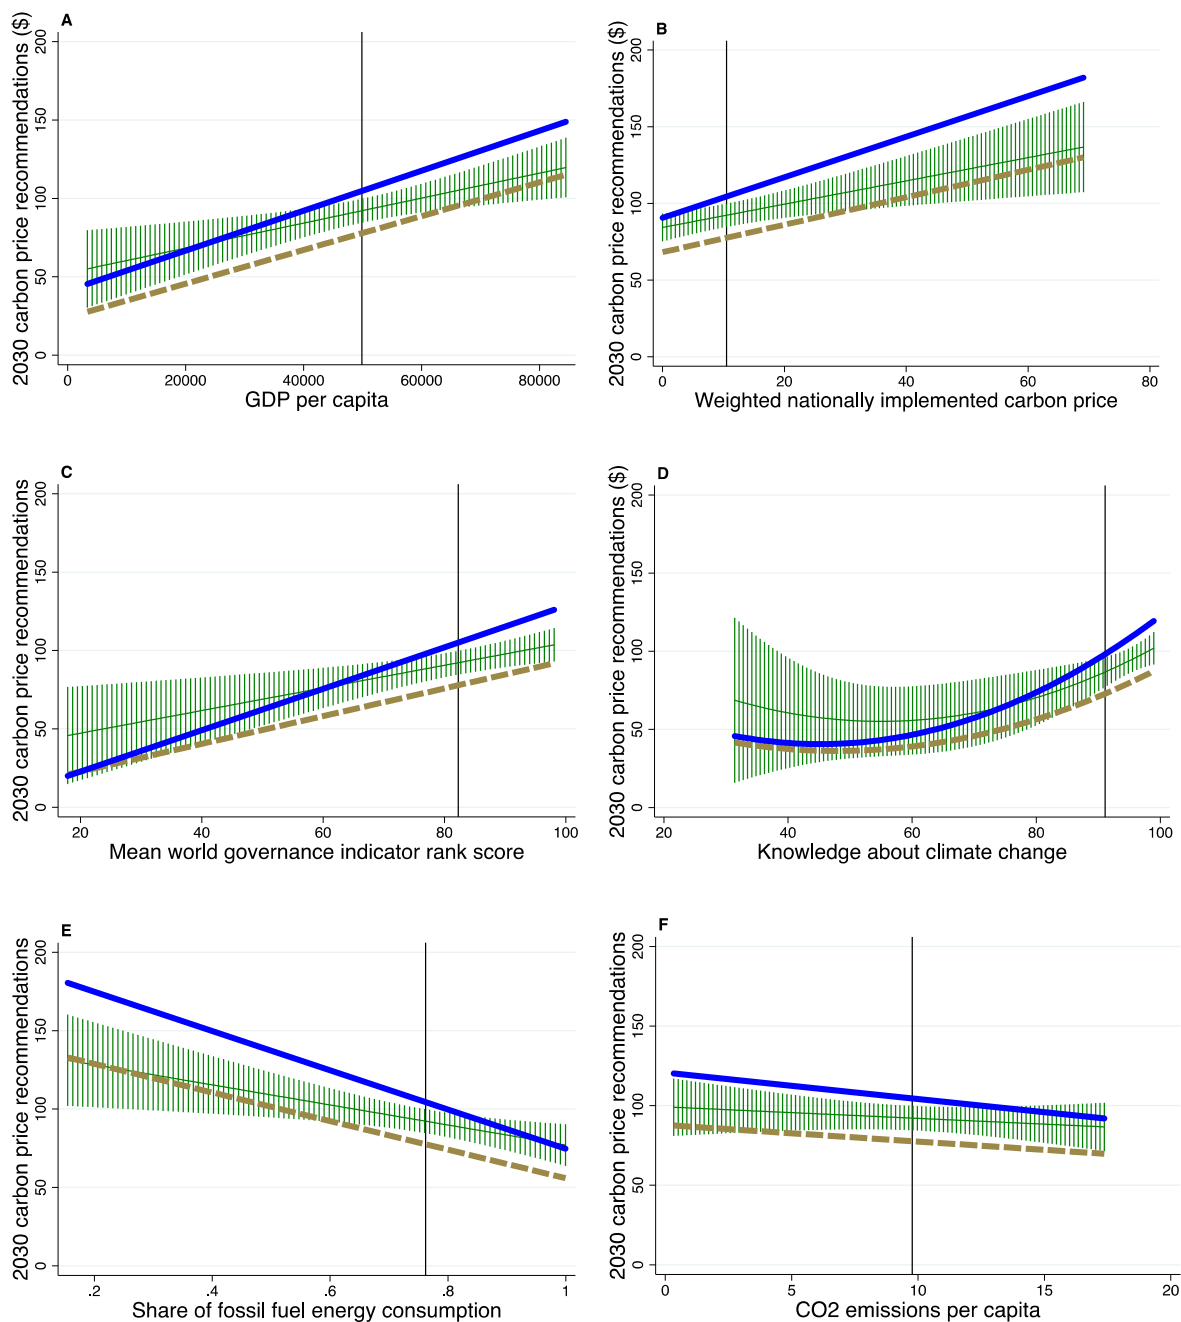 A
2030 carbon price recommendations ($)
200
150
100
50
0
0 20000 40000 60000 80000
GDP per capita
B
2030 carbon price recommendations ($)
200
150
100
50
0
0 20 40 60 80
Weighted nationally implemented carbon price
C
2030 carbon price recommendations
200
150
100
50
0
20 40 60 80 100
Mean world governance indicator rank score
D
2030 carbon price recommendations ($)
200
150
100
50
0
20 40 60 80 100
Knowledge about climate change
E
2030 carbon price recommendations
200
150
100
50
0
.2 .4 .6 .8 1
Share of fossil fuel energy consumption
F
2030 carbon price recommendations
200
150
100
50
0
0 5 10 15 20
CO2 emissions per capita